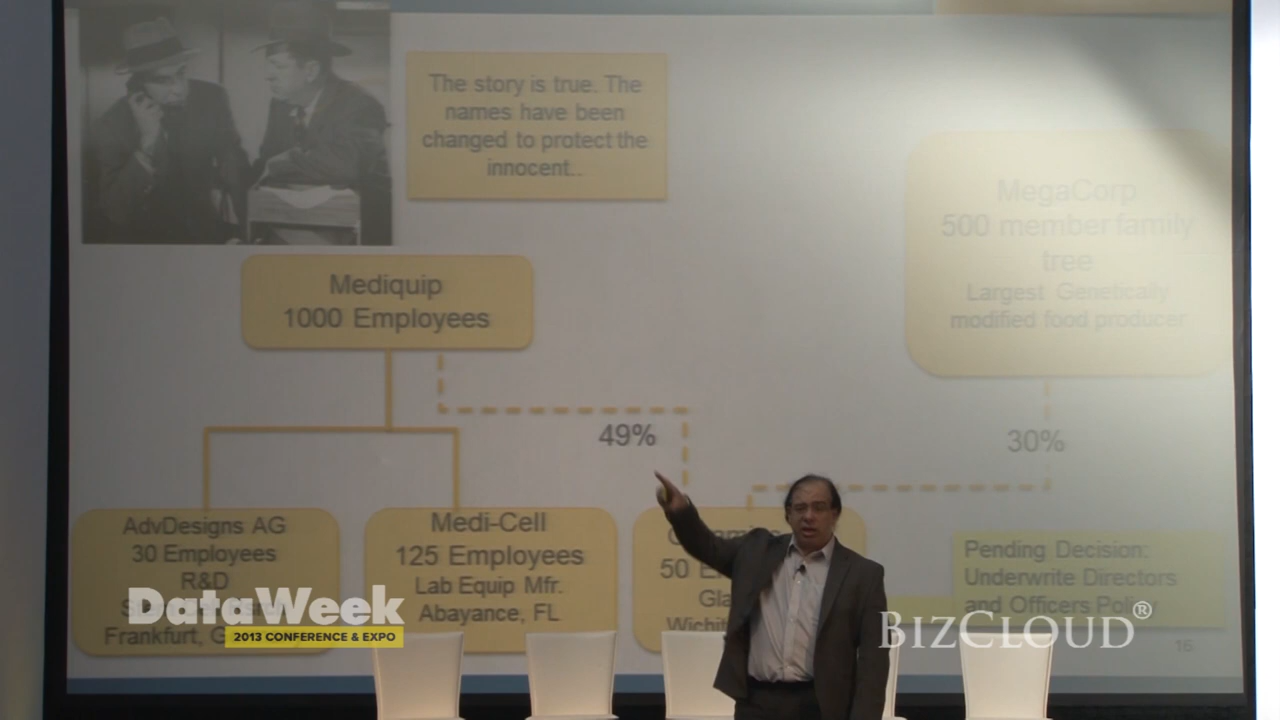 The story is true. The
names have been
changed to protect the
innocent..
MegaCorp
500 member family
tree
Largest Genetically
modified food producer
Mediquip
1000 Employees
49%
30%
AdvDesigns AG
30 Employees
R&D
Frankfurt,
Medi-Cell
125 Employees
Lab Equip Mfr.
Abayance, FL
50
Pending Decision:
Underwrite Directors
and Officers
16
DataWeek
2013 CONFERENCE & EXPO
BIZCLOUD®